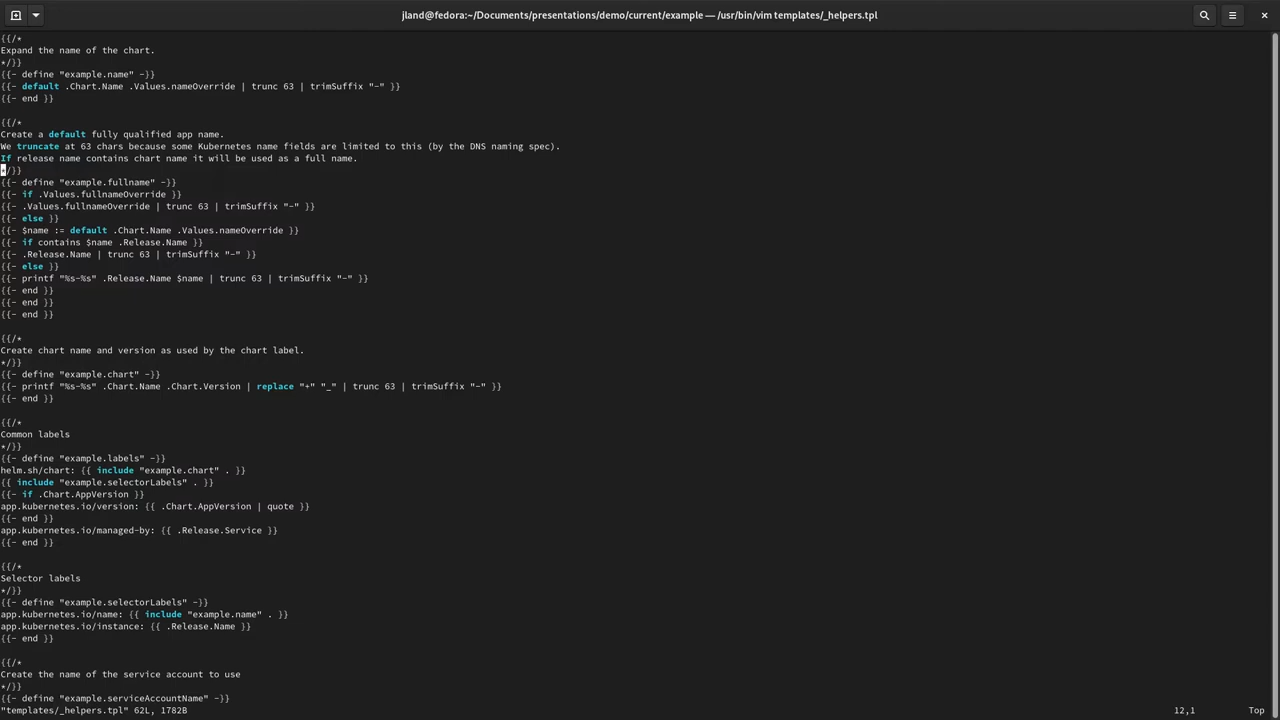 jland@fedora:~/Documents/presentations/demo/current/example — /usr/bin/vim templates/_helpers.tpl
{{/*
Expand the name of the chart.
*/}}
{{- define "example.name" -}}
{{- default .Chart.Name .Values.nameOverride | trunc 63 | trimSuffix "-" }}
{{- end }}
{{/*
Create a default fully qualified app name.
We truncate at 63 chars because some Kubernetes name fields are limited to this (by the DNS naming spec).
If release name contains chart name it will be used as a full name.
*/}}
{{- define "example.fullname" -}}
{{- if .Values.fullnameOverride }}
{{- .Values.fullnameOverride | trunc 63 | trimSuffix "-" }}
{{- else }}
{{- $name := default .Chart.Name .Values.nameOverride }}
{{- if contains $name .Release.Name }}
{{- .Release.Name | trunc 63 | trimSuffix "-" }}
{{- else }}
{{- printf "%s-%s" .Release.Name $name | trunc 63 | trimSuffix "-" }}
{{- end }}
{{- end }}
{{- end }}
{{/*
Create chart name and version as used by the chart label.
*/}}
{{- define "example.chart" -}}
{{- printf "%s-%s" .Chart.Name .Chart.Version | replace "+" "_" | trunc 63 | trimSuffix "-" }}
{{- end }}
{{/*
Common labels
*/}}
{{- define "example.labels" -}}
helm.sh/chart: {{ include "example.chart" . }}
{{ include "example.selectorLabels" . }}
{{- if .Chart.AppVersion }}
app.kubernetes.io/version: {{ .Chart.AppVersion | quote }}
{{- end }}
app.kubernetes.io/managed-by: {{ .Release.Service }}
{{- end }}
{{/*
Selector labels
*/}}
{{- define "example.selectorLabels" -}}
app.kubernetes.io/name: {{ include "example.name" . }}
app.kubernetes.io/instance: {{ .Release.Name }}
{{- end }}
{{/*
Create the name of the service account to use
*/}}
{{- define "example.serviceAccountName" -}}
"templates/_helpers.tpl" 62L, 1782B 12,1 Top